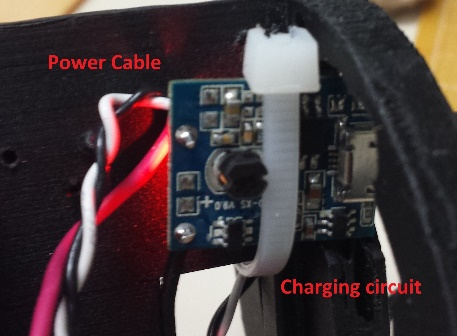 Power Cable
+
Charging circuit